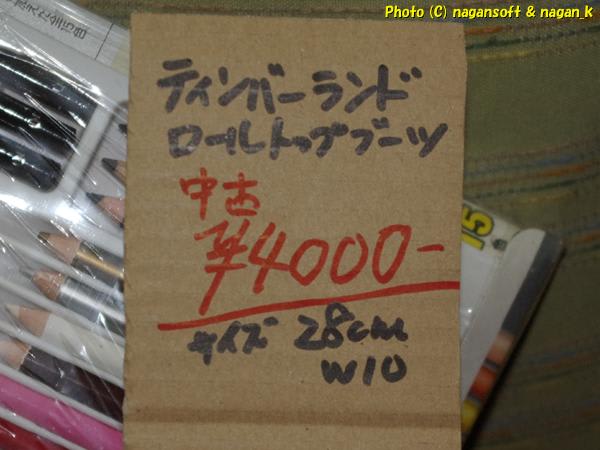 Photo (C) nagansoft & nagan_k
ティンバーランド
ロールトップブーツ
中古
¥4000-
サイズ 28cm
W10
15